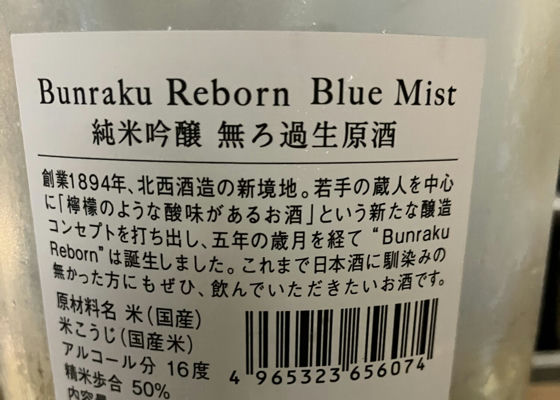 Bunraku Reborn Blue Mist
純米吟醸 無ろ過生原酒
創業1894年、北西酒造の新境地。若手の蔵人を中心
に「檸檬のような酸味があるお酒」という新たな醸造
コンセプトを打ち出し、五年の歳月を経て“Bunraku
Reborn”は誕生しました。これまで日本酒に馴染みの
無かった方にもぜひ、飲んでいただきたいお酒です。
原材料名 米(国産)
米こうじ(国産米)
アルコール分 16度
精米歩合 50%
内容量
4 965323 656074